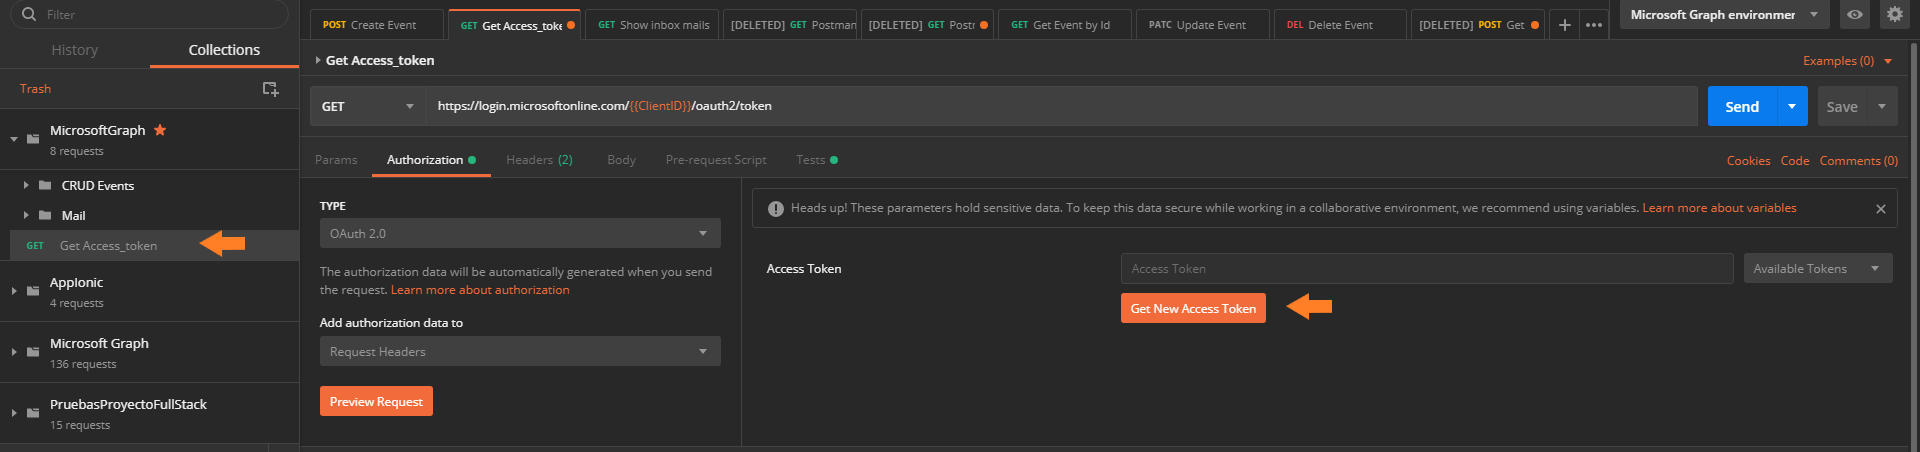 Filter
History
Collections
Trash
MicrosoftGraph
8 requests
CRUD Events
Mail
GET Get Access_token
AppIonic
4 requests
Microsoft Graph
136 requests
PruebasProyectoFullStack
15 requests
POST Create Event
GET Get Access_toke
GET Show inbox mails
[DELETED] GET Postman
[DELETED] GET Postr
GET Get Event by Id
PATC Update Event
DEL Delete Event
[DELETED] POST Get
Microsoft Graph environmer
Get Access_token
Examples (0)
GET
https://login.microsoftonline.com/{{ClientID}}/oauth2/token
Send
Save
Params
Authorization
Headers (2)
Body
Pre-request Script
Tests
Cookies
Code
Comments (0)
TYPE
OAuth 2.0
The authorization data will be automatically generated when you send
the request. Learn more about authorization
Add authorization data to
Request Headers
Preview Request
Heads up! These parameters hold sensitive data. To keep this data secure while working in a collaborative environment, we recommend using variables. Learn more about variables
Access Token
Access Token
Available Tokens
Get New Access Token